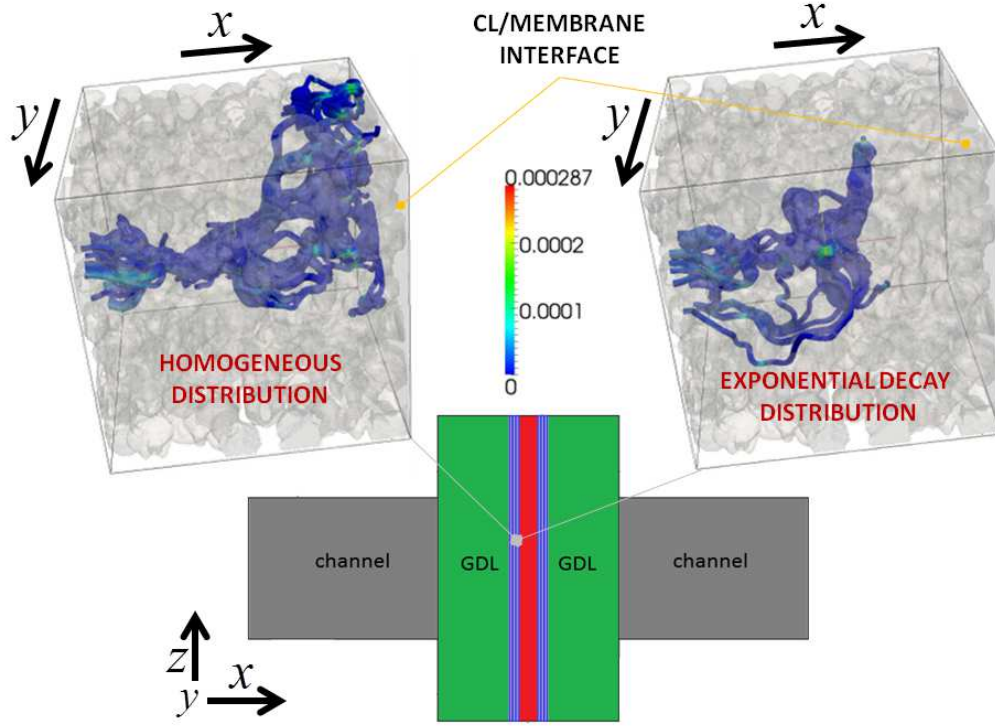 x
CL/MEMBRANE
INTERFACE
x
y
y
0.000287
0.0002
0.0001
0
HOMOGENEOUS
DISTRIBUTION
EXPONENTIAL DECAY
DISTRIBUTION
channel
GDL
GDL
channel
z
y
x